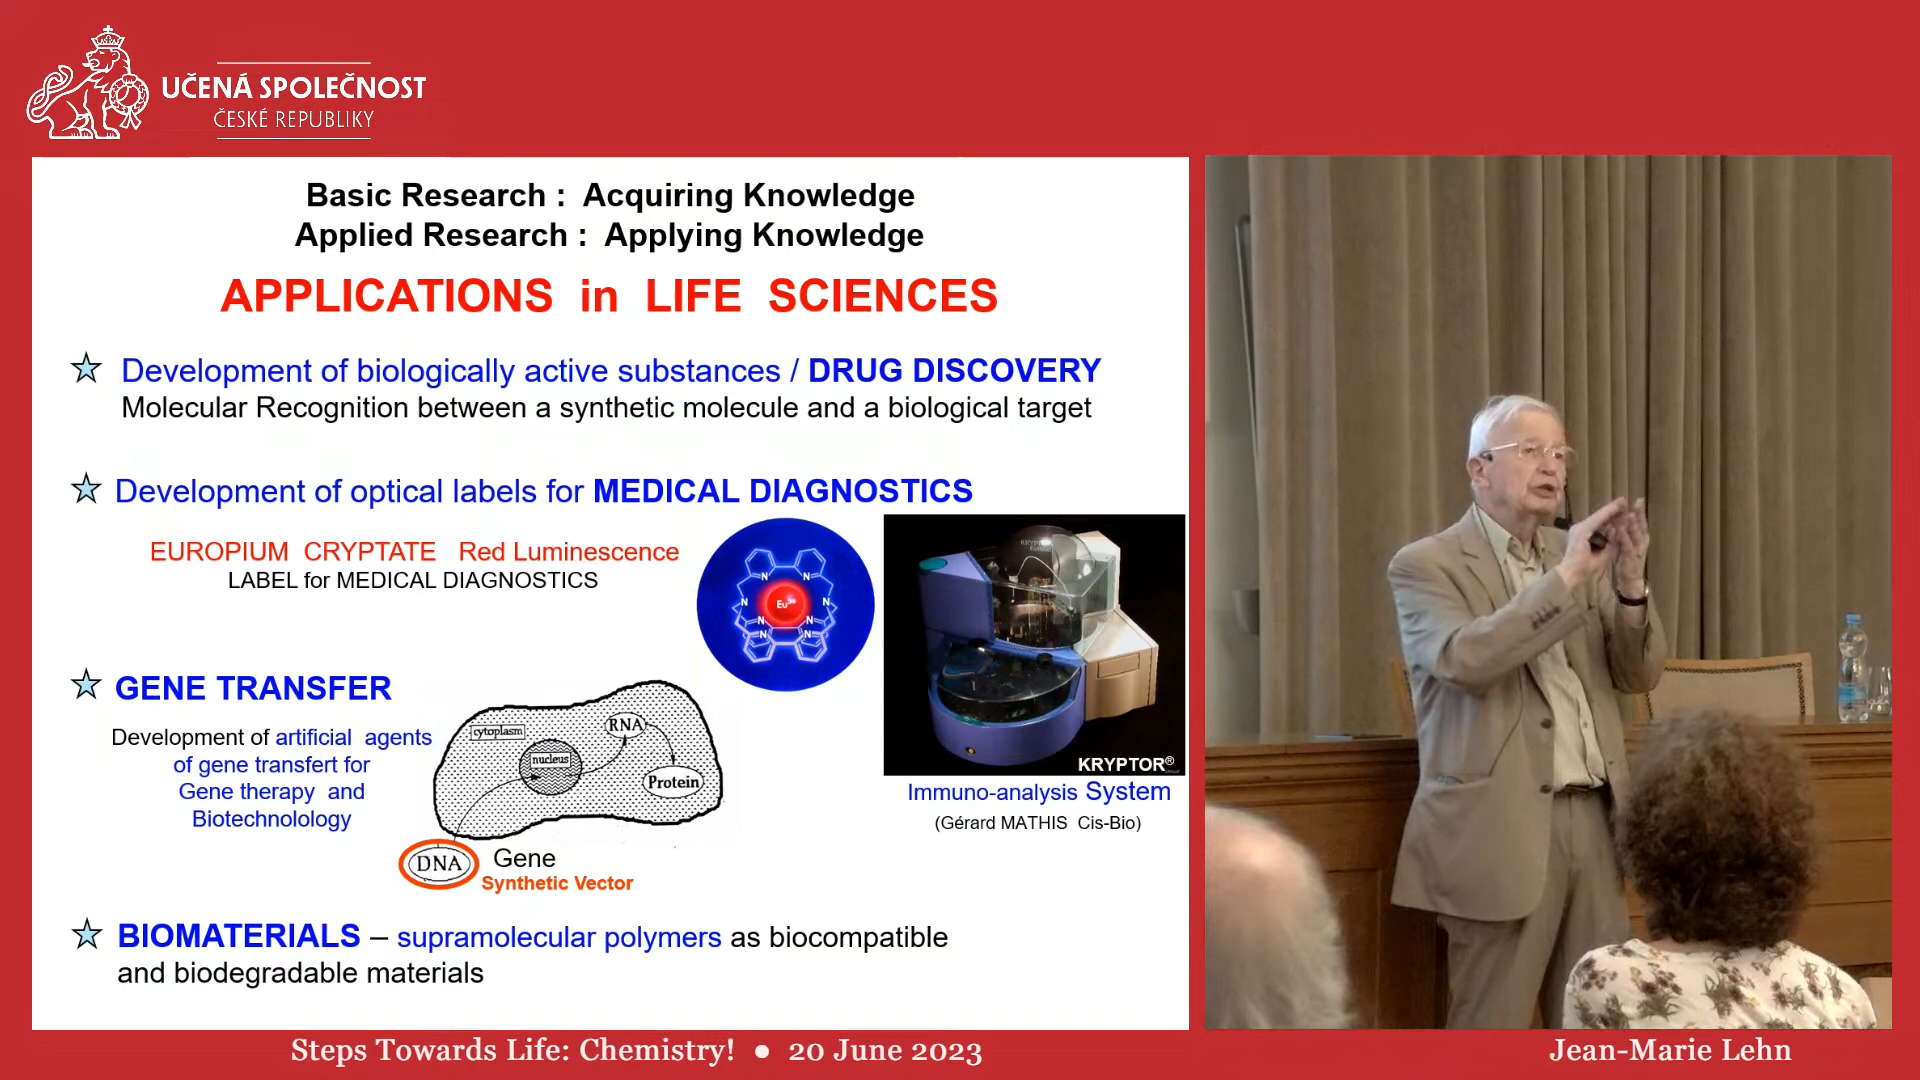 UČENÁ SPOLEČNOST
ČESKÉ REPUBLIKY
Basic Research : Acquiring Knowledge
Applied Research : Applying Knowledge
APPLICATIONS in LIFE SCIENCES
Development of biologically active substances / DRUG DISCOVERY
Molecular Recognition between a synthetic molecule and a biological target
Development of optical labels for MEDICAL DIAGNOSTICS
EUROPIUM CRYPTATE Red Luminescence
LABEL for MEDICAL DIAGNOSTICS
N N
N Eu³⁺ N
N N
N N
KRYPTOR®
Immuno-analysis System
(Gérard MATHIS Cis-Bio)
GENE TRANSFER
Development of artificial agents
of gene transfert for
Gene therapy and
Biotechnolology
cytoplasm
nucleus
RNA
Protein
DNA
Gene
Synthetic Vector
BIOMATERIALS – supramolecular polymers as biocompatible
and biodegradable materials
Steps Towards Life: Chemistry! ● 20 June 2023
Jean-Marie Lehn